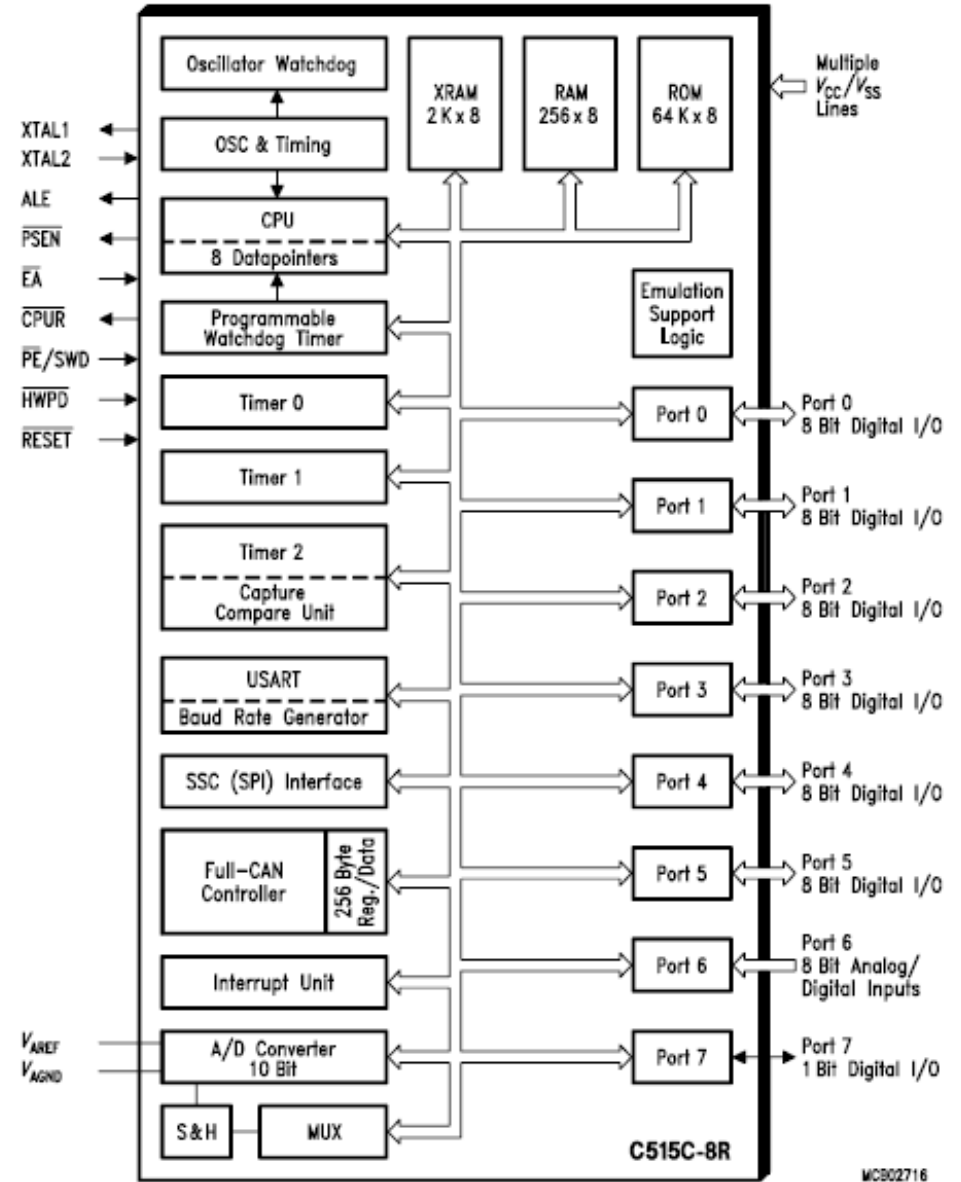 Oscillator Watchdog
OSC & Timing
CPU
8 Datapointers
Programmable
Watchdog Timer
Timer 0
Timer 1
Timer 2
Capture
Compare Unit
USART
Baud Rate Generator
SSC (SPI) Interface
Full-CAN
Controller
256 Byte
Reg./Data
Interrupt Unit
A/D Converter
10 Bit
S&H
MUX
XRAM
2 K x 8
RAM
256 x 8
ROM
64 K x 8
Emulation
Support
Logic
Port 0
Port 1
Port 2
Port 3
Port 4
Port 5
Port 6
Port 7
C515C-8R
XTAL1
XTAL2
ALE
PSEN
EA
CPUR
PE/SWD
HWPD
RESET
VAREF
VAGND
Multiple
VCC/VSS
Lines
Port 0
8 Bit Digital I/O
Port 1
8 Bit Digital I/O
Port 2
8 Bit Digital I/O
Port 3
8 Bit Digital I/O
Port 4
8 Bit Digital I/O
Port 5
8 Bit Digital I/O
Port 6
8 Bit Analog/
Digital Inputs
Port 7
1 Bit Digital I/O
MCB02716